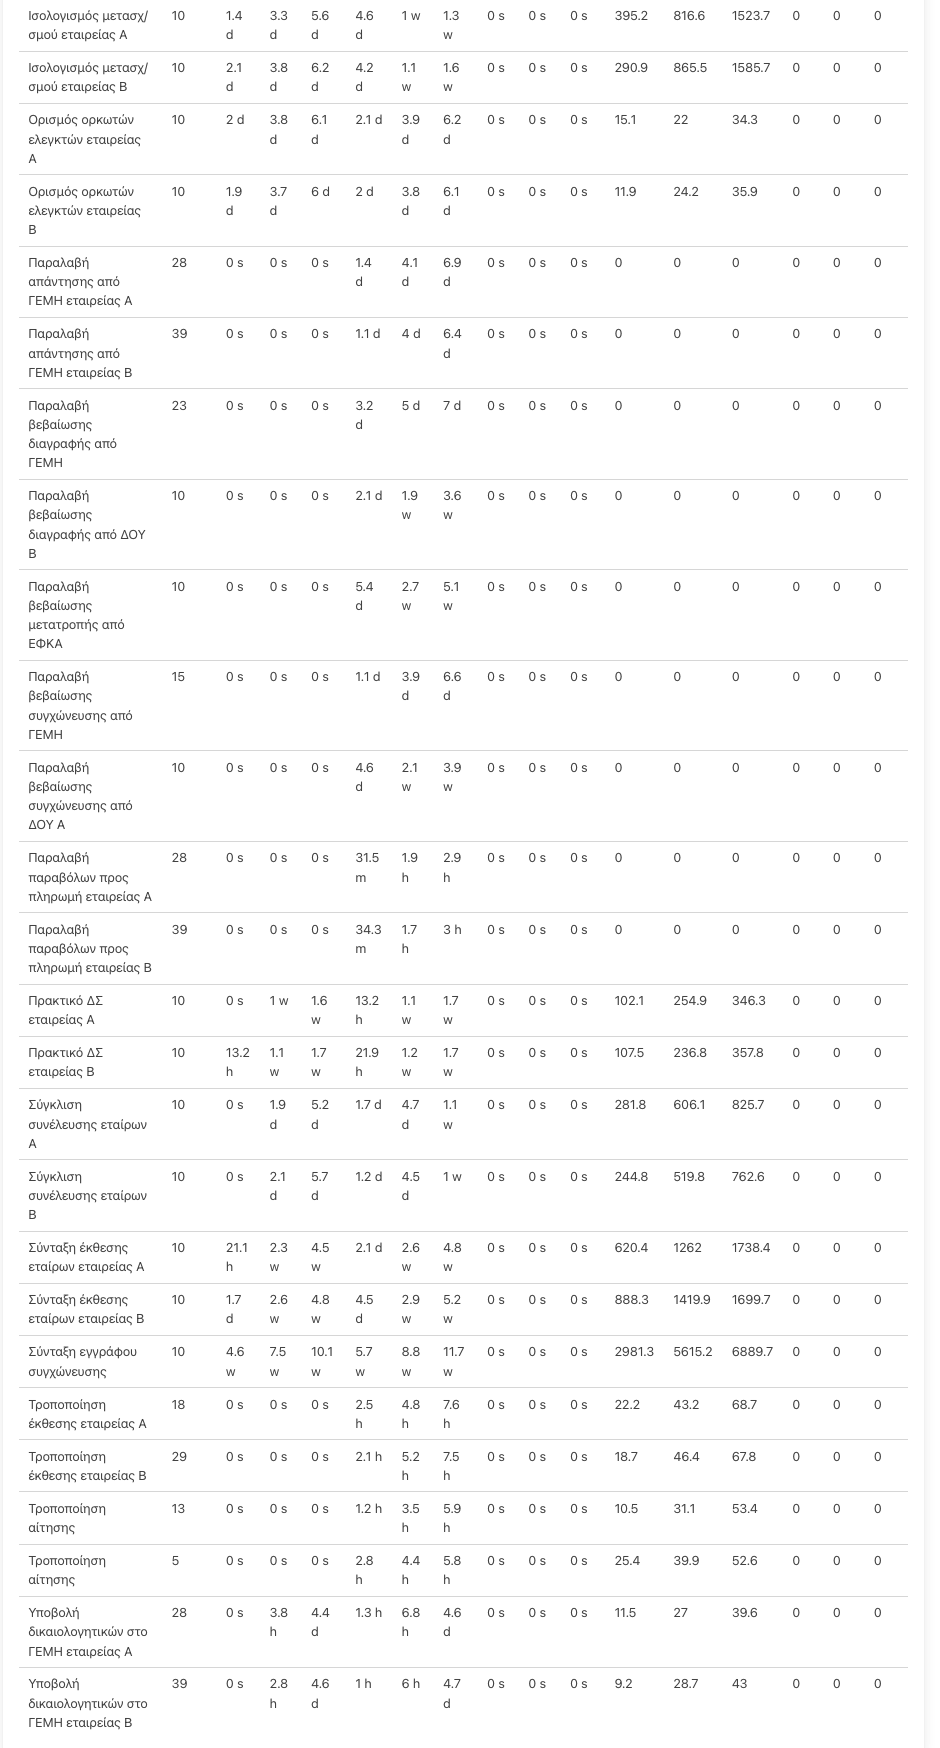 Ισολογισμός μετασχ/ 10 1.4 3.3 5.6 4.6 1 w 1.3 0 s 0 s 0 s 395.2 816.6 1523.7 0 0 0
σμού εταιρείας Α d d d d w
Ισολογισμός μετασχ/ 10 2.1 3.8 6.2 4.2 1.1 1.6 0 s 0 s 0 s 290.9 865.5 1585.7 0 0 0
σμού εταιρείας Β d d d d w w
Ορισμός ορκωτών 10 2 d 3.8 6.1 2.1 d 3.9 6.2 0 s 0 s 0 s 15.1 22 34.3 0 0 0
ελεγκτών εταιρείας d d d d
Α
Ορισμός ορκωτών 10 1.9 3.7 6 d 2 d 3.8 6.1 0 s 0 s 0 s 11.9 24.2 35.9 0 0 0
ελεγκτών εταιρείας d d d d
Β
Παραλαβή 28 0 s 0 s 0 s 1.4 4.1 6.9 0 s 0 s 0 s 0 0 0 0 0 0
απάντησης από d d d
ΓΕΜΗ εταιρείας Α
Παραλαβή 39 0 s 0 s 0 s 1.1 d 4 d 6.4 0 s 0 s 0 s 0 0 0 0 0 0
απάντησης από d
ΓΕΜΗ εταιρείας Β
Παραλαβή 23 0 s 0 s 0 s 3.2 5 d 7 d 0 s 0 s 0 s 0 0 0 0 0 0
βεβαίωσης d
διαγραφής από
ΓΕΜΗ
Παραλαβή 10 0 s 0 s 0 s 2.1 d 1.9 3.6 0 s 0 s 0 s 0 0 0 0 0 0
βεβαίωσης w w
διαγραφής από ΔΟΥ
Β
Παραλαβή 10 0 s 0 s 0 s 5.4 2.7 5.1 0 s 0 s 0 s 0 0 0 0 0 0
βεβαίωσης d w w
μετατροπής από
ΕΦΚΑ
Παραλαβή 15 0 s 0 s 0 s 1.1 d 3.9 6.6 0 s 0 s 0 s 0 0 0 0 0 0
βεβαίωσης d d
συγχώνευσης από
ΓΕΜΗ
Παραλαβή 10 0 s 0 s 0 s 4.6 2.1 3.9 0 s 0 s 0 s 0 0 0 0 0 0
βεβαίωσης d w w
συγχώνευσης από
ΔΟΥ Α
Παραλαβή 28 0 s 0 s 0 s 31.5 1.9 2.9 0 s 0 s 0 s 0 0 0 0 0 0
παραβόλων προς m h h
πληρωμή εταιρείας Α
Παραλαβή 39 0 s 0 s 0 s 34.3 1.7 3 h 0 s 0 s 0 s 0 0 0 0 0 0
παραβόλων προς m h
πληρωμή εταιρείας Β
Πρακτικό ΔΣ 10 0 s 1 w 1.6 13.2 1.1 1.7 0 s 0 s 0 s 102.1 254.9 346.3 0 0 0
εταιρείας Α w h w w
Πρακτικό ΔΣ 10 13.2 1.1 1.7 21.9 1.2 1.7 0 s 0 s 0 s 107.5 236.8 357.8 0 0 0
εταιρείας Β h w w h w w
Σύγκλιση 10 0 s 1.9 5.2 1.7 d 4.7 1.1 0 s 0 s 0 s 281.8 606.1 825.7 0 0 0
συνέλευσης εταίρων d d d w
Α
Σύγκλιση 10 0 s 2.1 5.7 1.2 d 4.5 1 w 0 s 0 s 0 s 244.8 519.8 762.6 0 0 0
συνέλευσης εταίρων d d d
Β
Σύνταξη έκθεσης 10 21.1 2.3 4.5 2.1 d 2.6 4.8 0 s 0 s 0 s 620.4 1262 1738.4 0 0 0
εταίρων εταιρείας Α h w w w w
Σύνταξη έκθεσης 10 1.7 2.6 4.8 4.5 2.9 5.2 0 s 0 s 0 s 888.3 1419.9 1699.7 0 0 0
εταίρων εταιρείας Β d w w d w w
Σύνταξη εγγράφου 10 4.6 7.5 10.1 5.7 8.8 11.7 0 s 0 s 0 s 2981.3 5615.2 6889.7 0 0 0
συγχώνευσης w w w w w w
Τροποποίηση 18 0 s 0 s 0 s 2.5 4.8 7.6 0 s 0 s 0 s 22.2 43.2 68.7 0 0 0
έκθεσης εταιρείας Α h h h
Τροποποίηση 29 0 s 0 s 0 s 2.1 h 5.2 7.5 0 s 0 s 0 s 18.7 46.4 67.8 0 0 0
έκθεσης εταιρείας Β h h
Τροποποίηση 13 0 s 0 s 0 s 1.2 h 3.5 5.9 0 s 0 s 0 s 10.5 31.1 53.4 0 0 0
αίτησης h h
Τροποποίηση 5 0 s 0 s 0 s 2.8 4.4 5.8 0 s 0 s 0 s 25.4 39.9 52.6 0 0 0
αίτησης h h h
Υποβολή 28 0 s 3.8 4.4 1.3 h 6.8 4.6 0 s 0 s 0 s 11.5 27 39.6 0 0 0
δικαιολογητικών στο h d h d
ΓΕΜΗ εταιρείας Α
Υποβολή 39 0 s 2.8 4.6 1 h 6 h 4.7 0 s 0 s 0 s 9.2 28.7 43 0 0 0
δικαιολογητικών στο h d d
ΓΕΜΗ εταιρείας Β